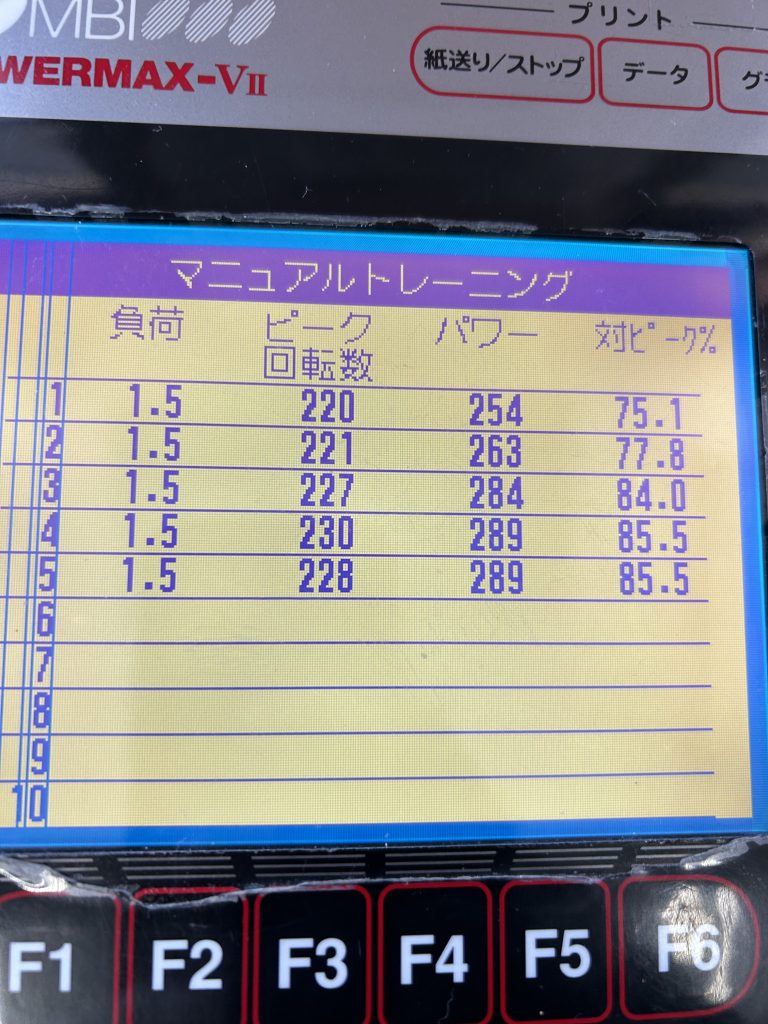 MBI
プリント
WERMAX-VII
紙送り/ストップ データ グ
マニュアルトレーニング
負荷 ピーク パワー 対ピーク%
回転数
1 1.5 220 254 75.1
2 1.5 221 263 77.8
3 1.5 227 284 84.0
4 1.5 230 289 85.5
5 1.5 228 289 85.5
6
7
8
9
10
F1 F2 F3 F4 F5 F6